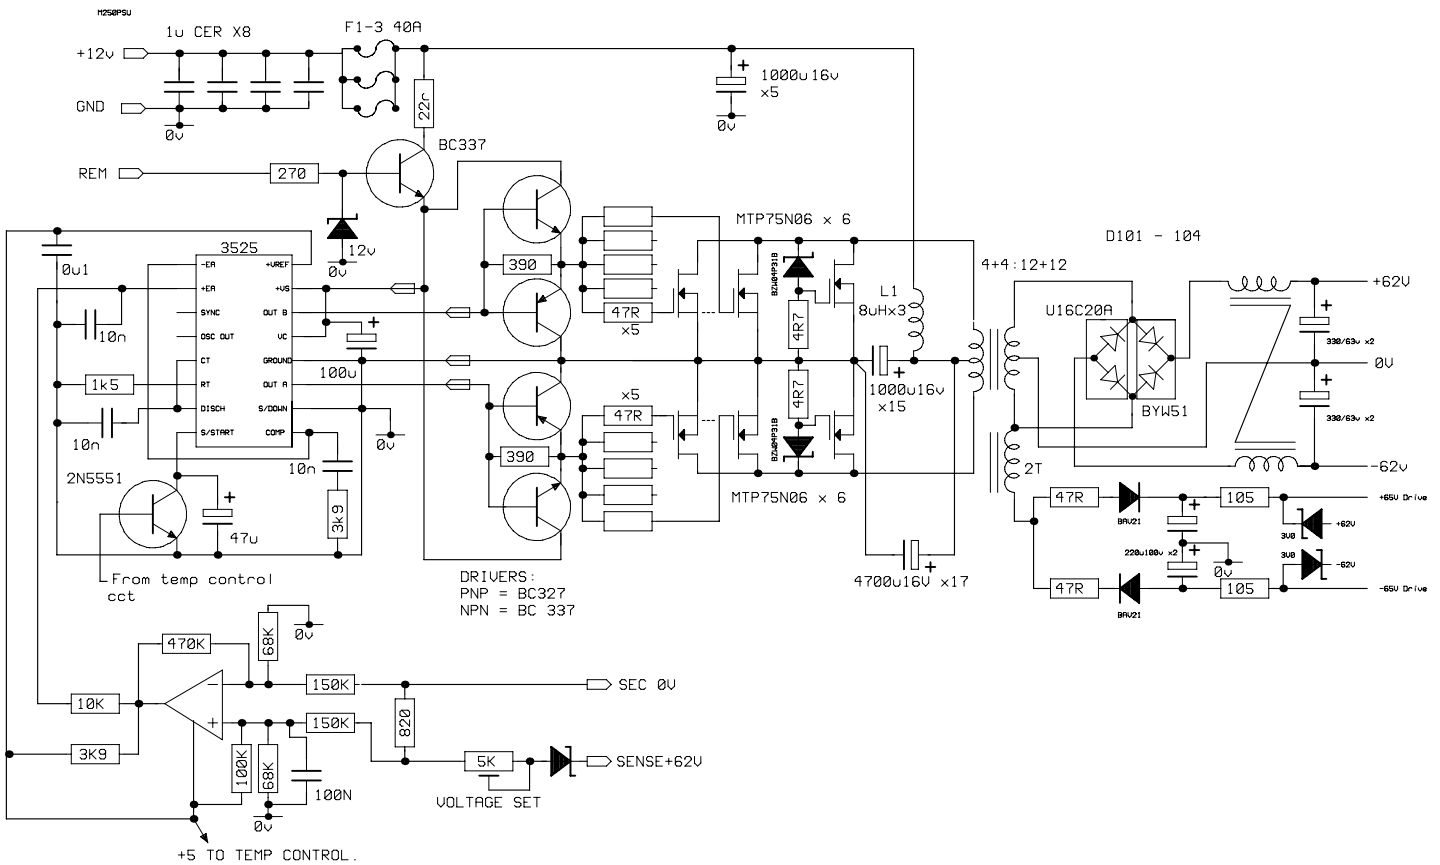 M250PSU
1u CER X8
F1-3 40A
+12v
GND
0v
22r
1000u16v
x5
0v
BC337
REM
270
12v
0v
3525
-EA
+EA
SYNC
OSC OUT
CT
RT
DISCH
S/START
+VREF
+VS
OUT B
VC
GROUND
OUT A
S/DOWN
COMP
0u1
10n
1k5
10n
100u
0v
10n
3k9
2N5551
47u
From temp control
cct
390
47R
x5
x5
47R
390
MTP75N06 x 6
BZW04P31B
4R7
4R7
BZW04P31B
MTP75N06 x 6
L1
8uHx3
1000u16v
x15
4700u16V x17
4+4:12+12
D101 - 104
U16C20A
BYW51
2T
+62V
330/63v x2
0V
330/63v x2
-62v
47R
BAV21
105
+65V Drive
3V0
+62V
220u100v x2
0v
3V0
-62V
47R
BAV21
105
-65V Drive
DRIVERS:
PNP = BC327
NPN = BC 337
470K
68K
0v
150K
SEC 0V
10K
-
+
150K
820
3K9
100K
68K
100N
0v
5K
VOLTAGE SET
SENSE+62V
+5 TO TEMP CONTROL.